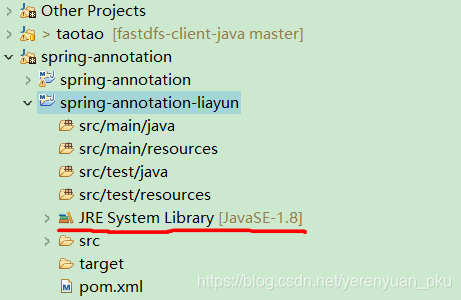 Other Projects
> taotao [fastdfs-client-java master]
spring-annotation
spring-annotation
spring-annotation-liayun
src/main/java
src/main/resources
src/test/java
src/test/resources
JRE System Library [JavaSE-1.8]
src
target
pom.xml
https://blog.csdn.net/yerenyuan_pku